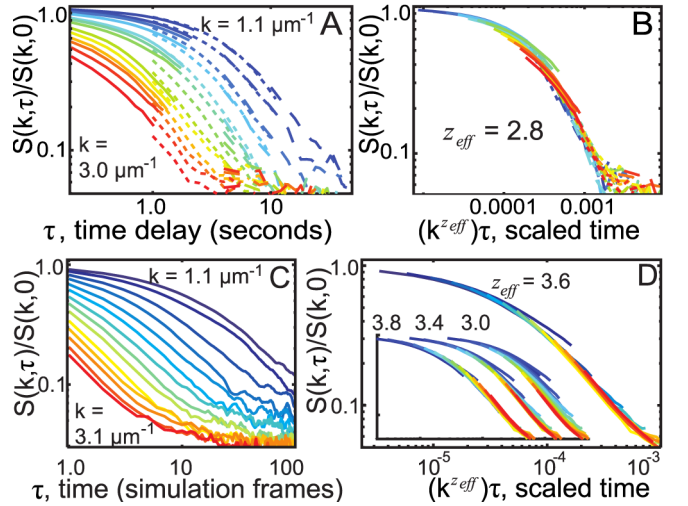 S(k,τ)/S(k,0)
1.0
0.1
k = 1.1 μm⁻¹
A
k =
3.0 μm⁻¹
1.0
10
τ, time delay (seconds)
S(k,τ)/S(k,0)
1.0
0.1
B
z_eff = 2.8
0.0001
0.001
(k^{z_eff})τ, scaled time
S(k,τ)/S(k,0)
1.0
0.1
k = 1.1 μm⁻¹
C
k =
3.1 μm⁻¹
1.0
10
100
τ, time (simulation frames)
S(k,τ)/S(k,0)
1.0
0.1
D
z_eff = 3.6
3.8
3.4
3.0
10⁻⁵
10⁻⁴
10⁻³
(k^{z_eff})τ, scaled time